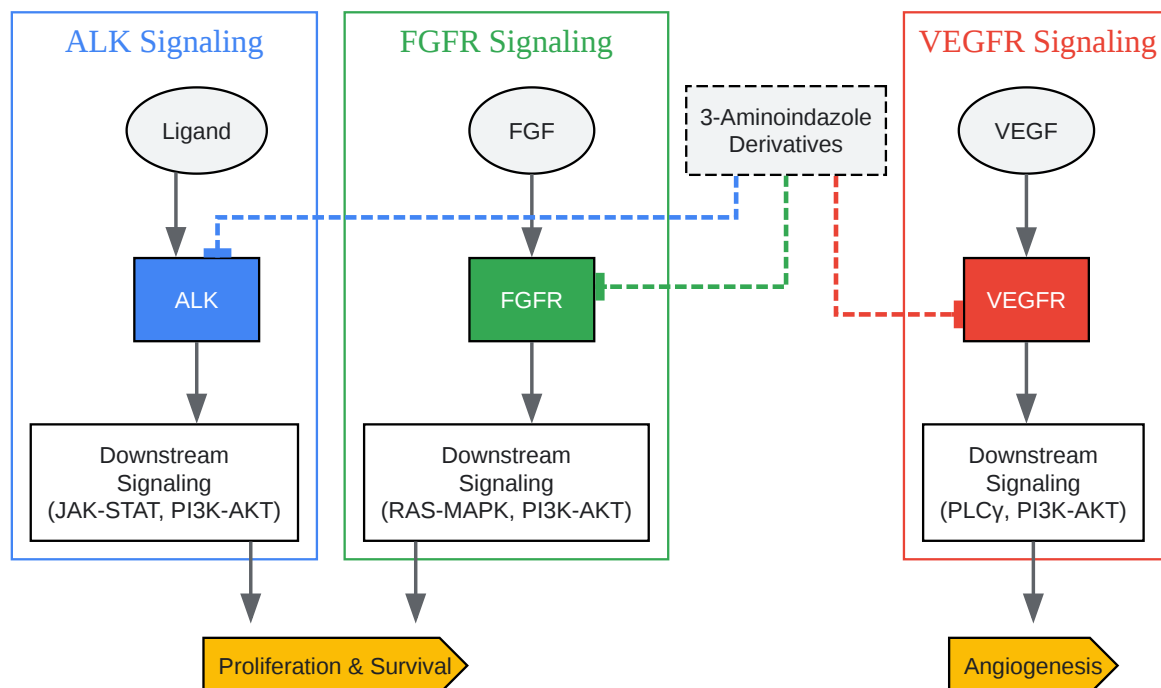 ALK Signaling
FGFR Signaling
VEGFR Signaling
Ligand
FGF
3-Aminoindazole
Derivatives
VEGF
ALK
FGFR
VEGFR
Downstream
Signaling
(JAK-STAT, PI3K-AKT)
Downstream
Signaling
(RAS-MAPK, PI3K-AKT)
Downstream
Signaling
(PLCγ, PI3K-AKT)
Proliferation & Survival
Angiogenesis